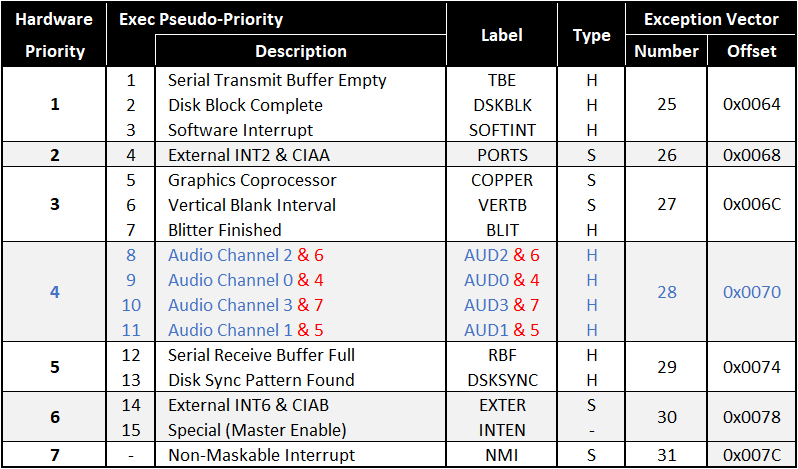 Hardware Priority Exec Pseudo-Priority Label Type Exception Vector
Description Number Offset
1 Serial Transmit Buffer Empty TBE H
1 2 Disk Block Complete DSKBLK H 25 0x0064
3 Software Interrupt SOFTINT H
2 4 External INT2 & CIAA PORTS S 26 0x0068
5 Graphics Coprocessor COPPER S
3 6 Vertical Blank Interval VERTB S 27 0x006C
7 Blitter Finished BLIT H
8 Audio Channel 2 & 6 AUD2 & 6 H
4 9 Audio Channel 0 & 4 AUD0 & 4 H 28 0x0070
10 Audio Channel 3 & 7 AUD3 & 7 H
11 Audio Channel 1 & 5 AUD1 & 5 H
5 12 Serial Receive Buffer Full RBF H 29 0x0074
13 Disk Sync Pattern Found DSKSYNC H
6 14 External INT6 & CIAB EXTER S 30 0x0078
15 Special (Master Enable) INTEN -
7 - Non-Maskable Interrupt NMI S 31 0x007C